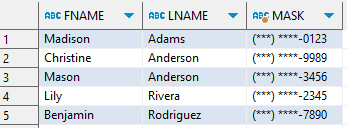 FNAME LNAME MASK
1 Madison Adams (***) ****-0123
2 Christine Anderson (***) ****-9989
3 Mason Anderson (***) ****-3456
4 Lily Rivera (***) ****-2345
5 Benjamin Rodriguez (***) ****-7890